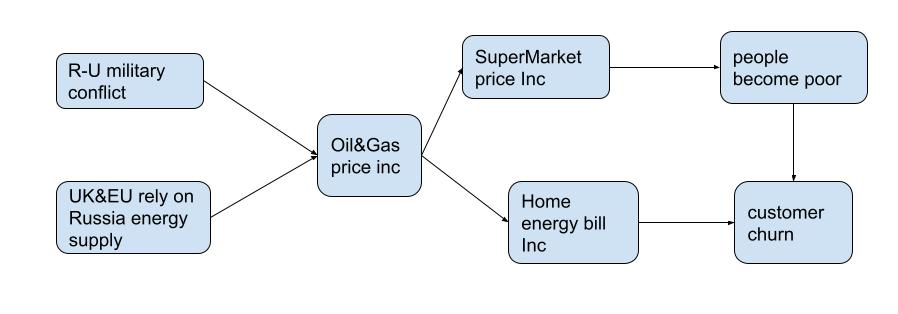 R-U military
conflict
UK&EU rely on
Russia energy
supply
Oil&Gas
price inc
SuperMarket
price Inc
Home
energy bill
Inc
people
become poor
customer
churn